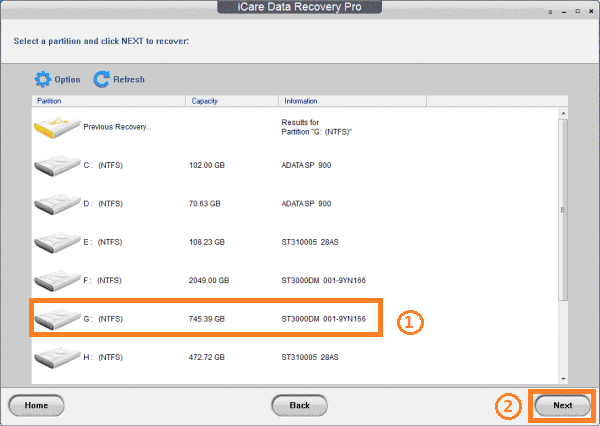 iCare Data Recovery Pro
Select a partition and click NEXT to recover:
Option Refresh
Partition Capacity Information
Previous Recovery... Results for
Partition "G: (NTFS)"
C : (NTFS) 102.00 GB ADATA SP 900
D : (NTFS) 70.63 GB ADATA SP 900
E : (NTFS) 108.23 GB ST310005 28AS
F : (NTFS) 2049.00 GB ST3000DM 001-9YN166
G : (NTFS) 745.39 GB ST3000DM 001-9YN166
1
H : (NTFS) 472.72 GB ST310005 28AS
Home Back 2 Next